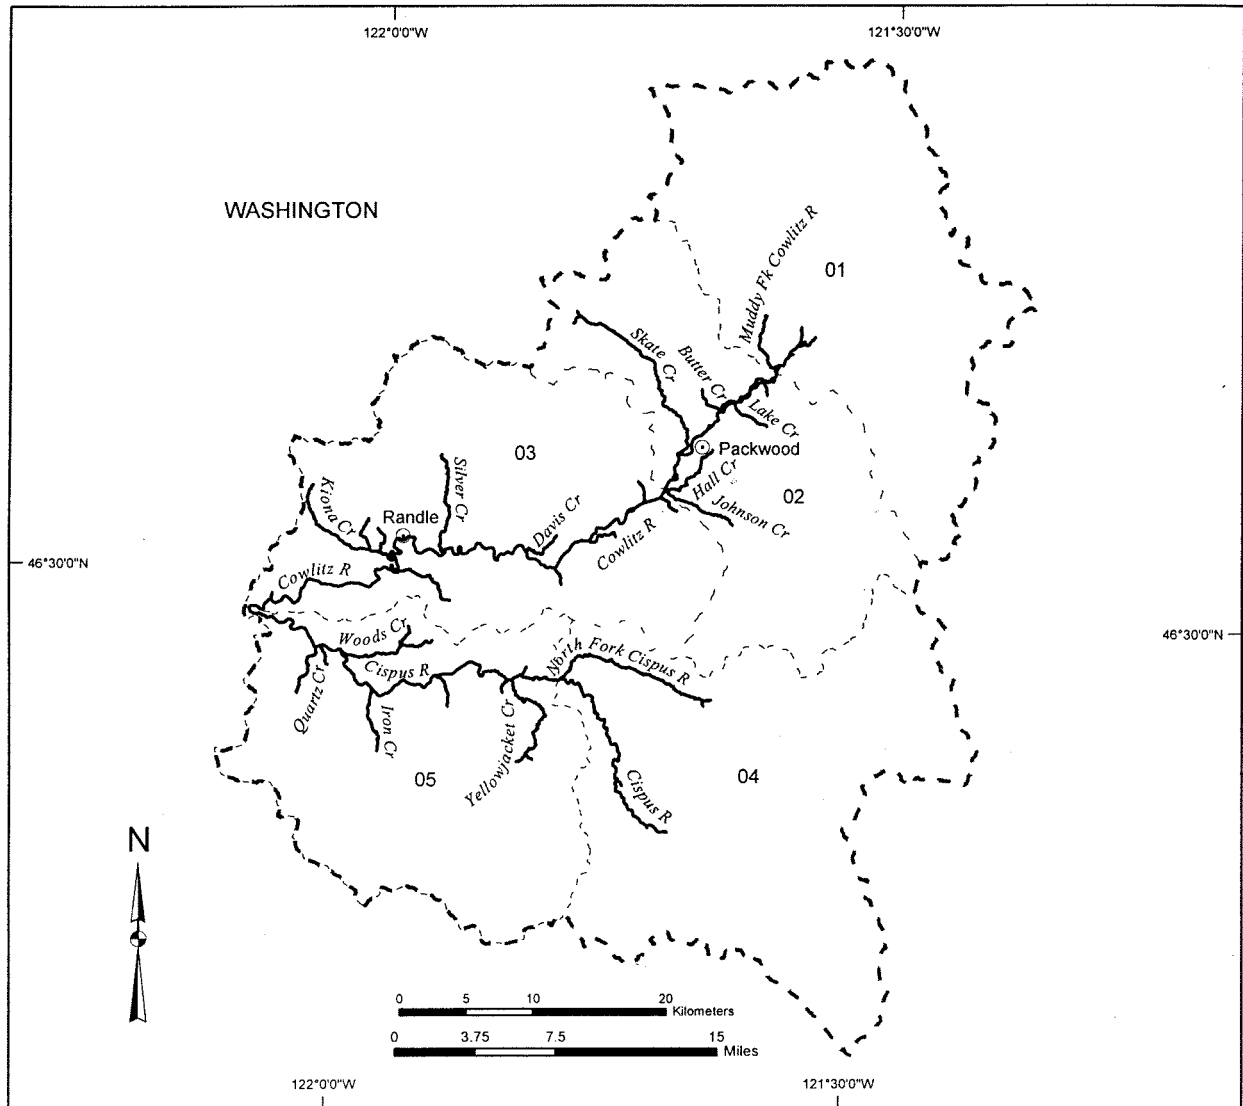 122°0'0"W
121°30'0"W
WASHINGTON
Muddy Fk Cowlitz R
01
Skate Cr
Butter Cr
Lake Cr
Packwood
03
Silver Cr
Hall Cr
02
Kiona Cr
Randle
Davis Cr
Johnson Cr
Cowlitz R
46°30'0"N
Cowlitz R
Woods Cr
46°30'0"N
North Fork Cispus R
Cispus R
Quartz Cr
Iron Cr
Yellowjacket Cr
05
04
Cispus R
N
0 5 10 20
Kilometers
0 3.75 7.5 15
Miles
122°0'0"W
121°30'0"W